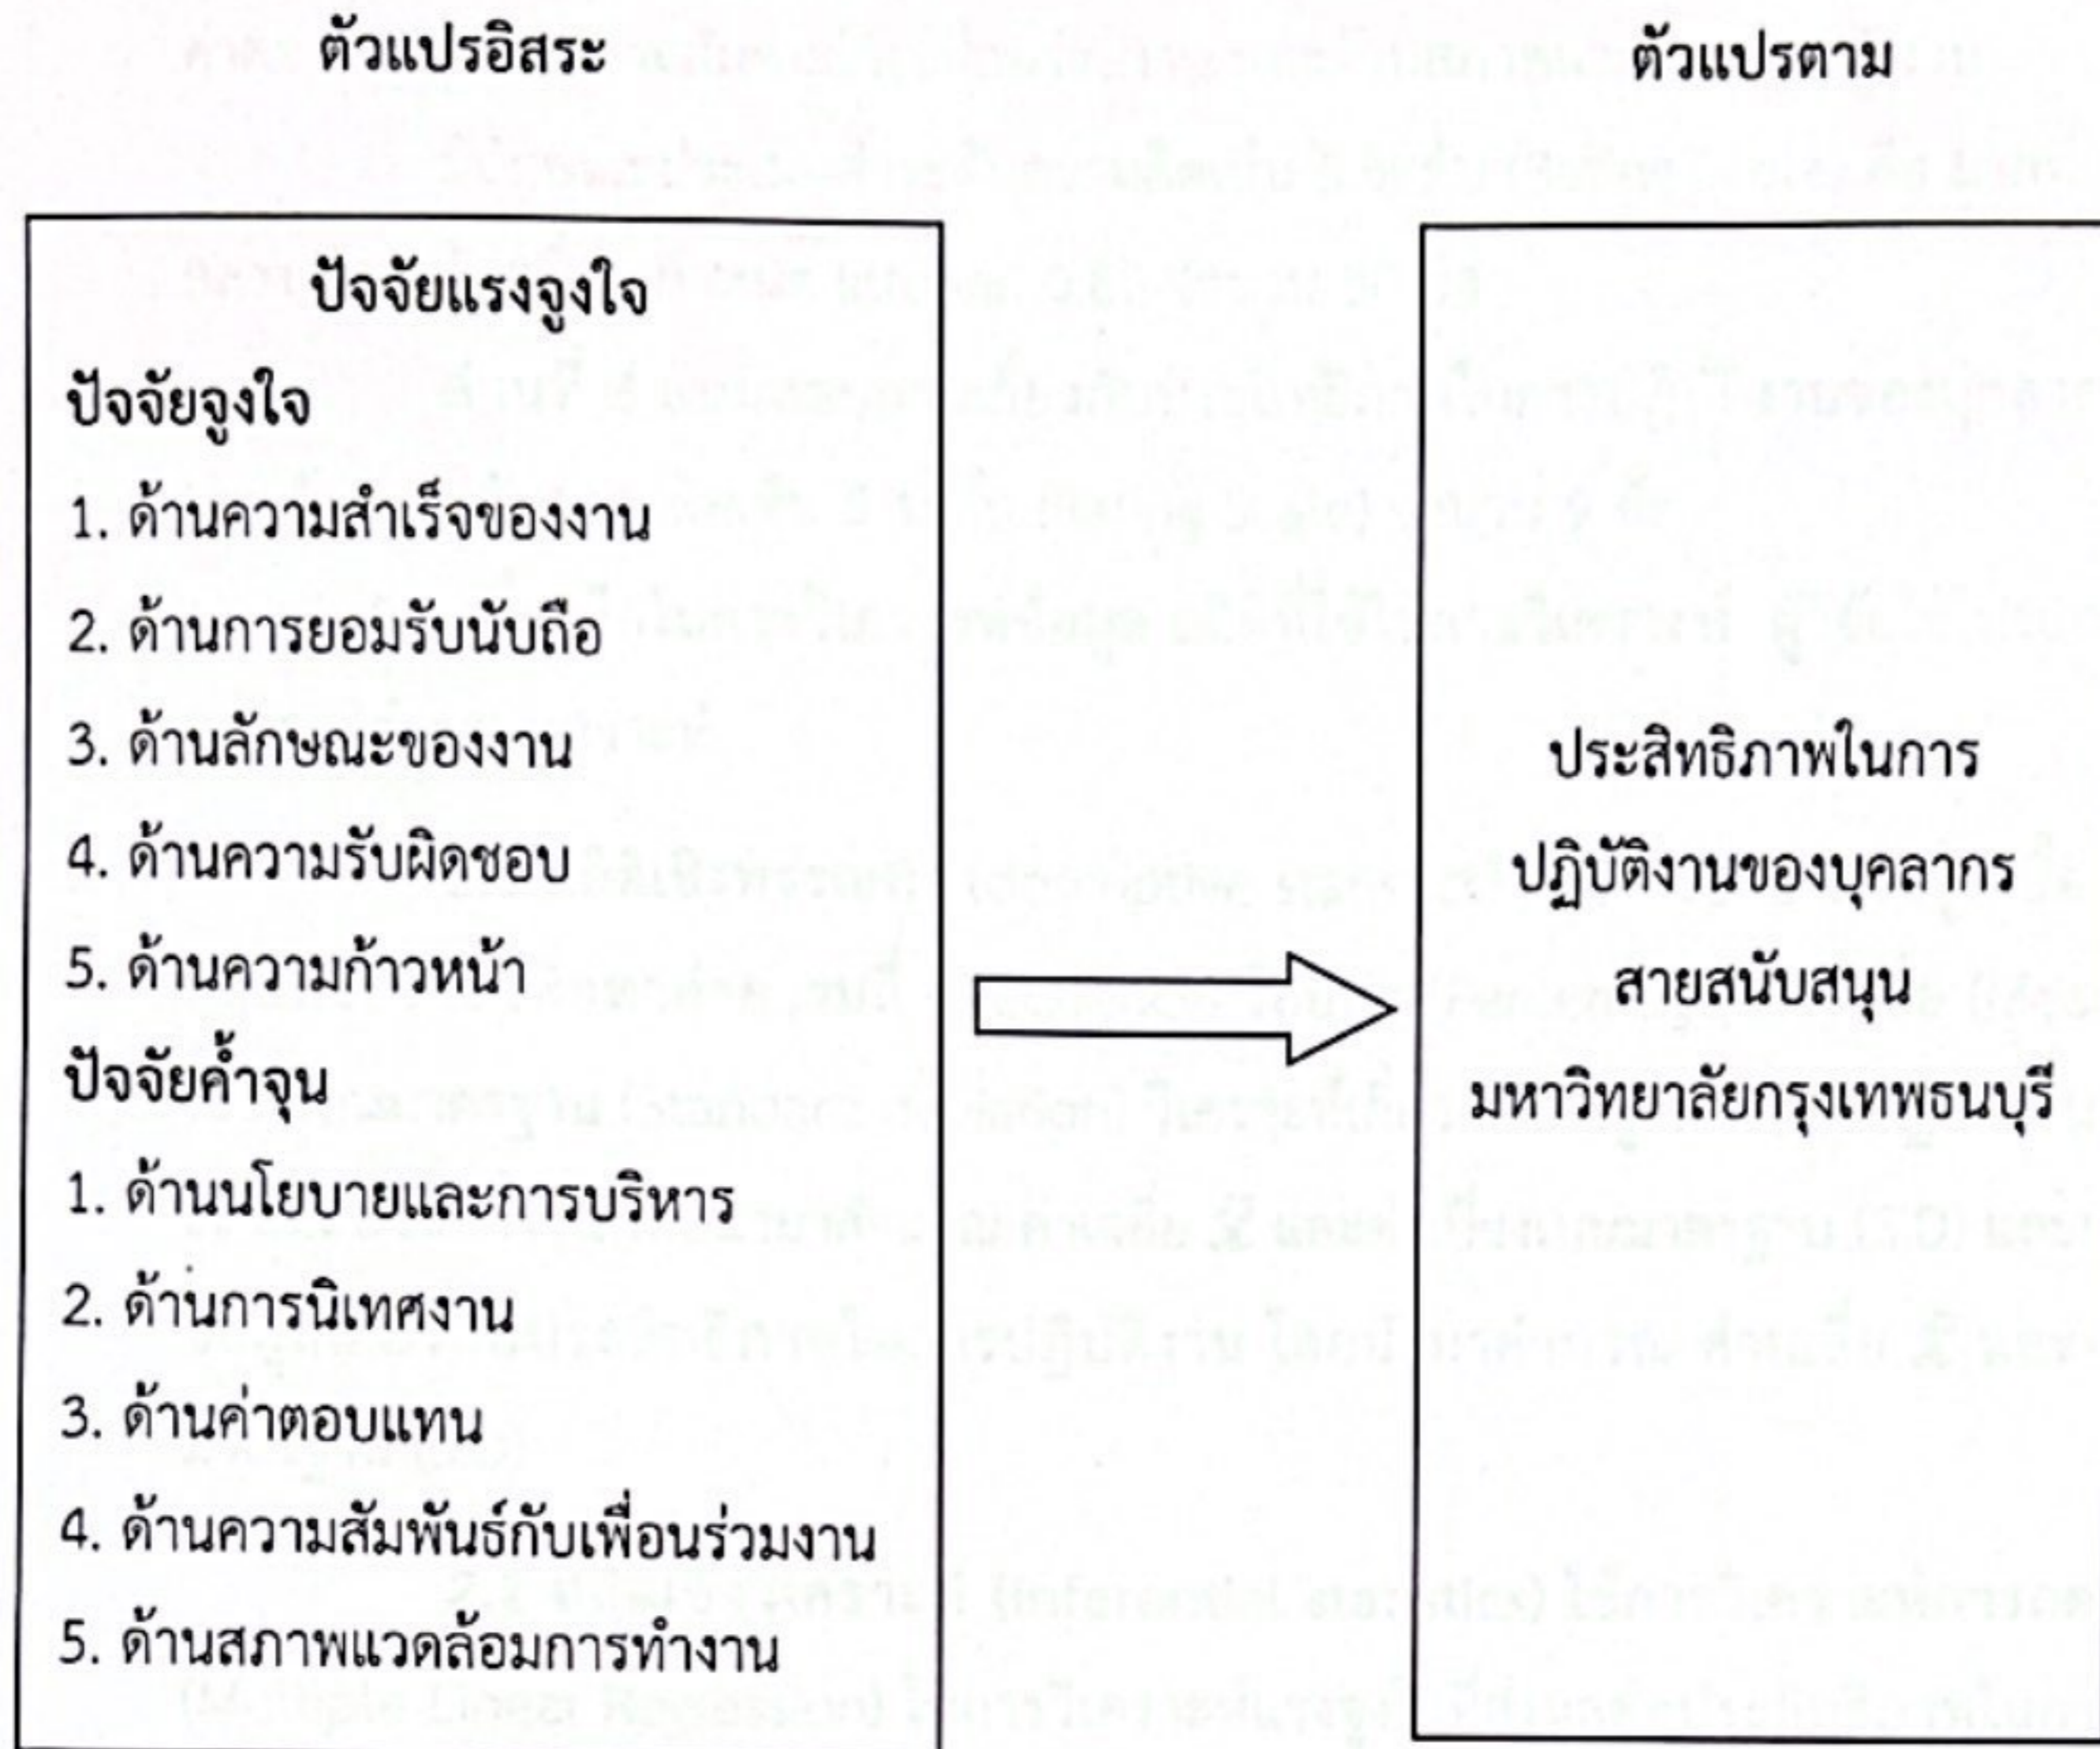 ตัวแปรอิสระ
ตัวแปรตาม
ปัจจัยแรงจูงใจ
ปัจจัยจูงใจ
1. ด้านความสำเร็จของงาน
2. ด้านการยอมรับนับถือ
3. ด้านลักษณะของงาน
4. ด้านความรับผิดชอบ
5. ด้านความก้าวหน้า
ปัจจัยค้ำจุน
1. ด้านนโยบายและการบริหาร
2. ด้านการนิเทศงาน
3. ด้านค่าตอบแทน
4. ด้านความสัมพันธ์กับเพื่อนร่วมงาน
5. ด้านสภาพแวดล้อมการทำงาน
ประสิทธิภาพในการ
ปฏิบัติงานของบุคลากร
สายสนับสนุน
มหาวิทยาลัยกรุงเทพธนบุรี